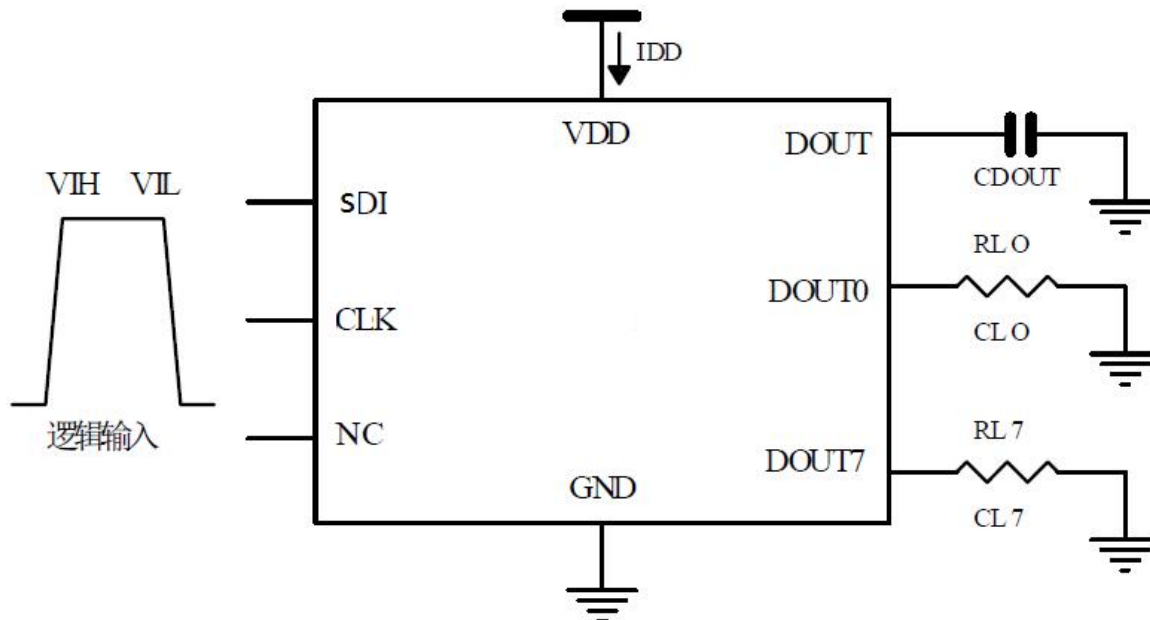 IDD
VDD
DOUT
CDOUT
VIH VIL
SDI
RL O
DOUT0
CL O
CLK
逻辑输入
NC
RL 7
DOUT7
CL 7
GND